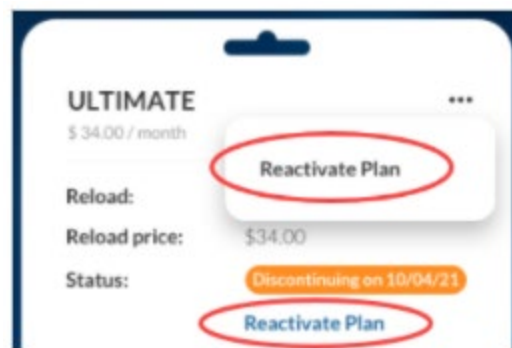 ULTIMATE
•••
$ 34.00 / month
Reactivate Plan
Reload:
Reload price: $34.00
Status: Discontinuing on 10/04/21
Reactivate Plan